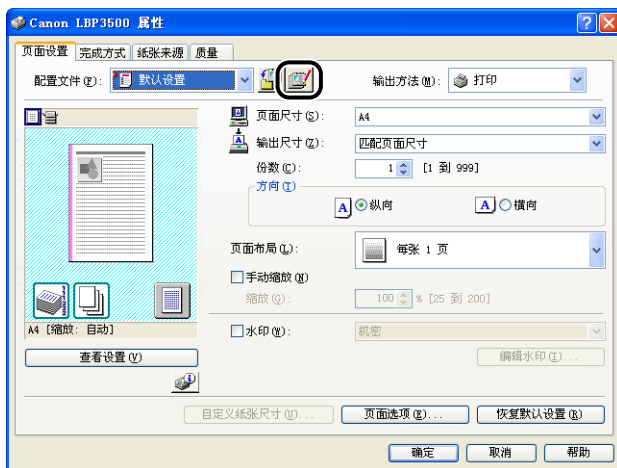 Canon LBP3500 属性
页面设置 完成方式 纸张来源 质量
配置文件(F): 默认设置 输出方法(M): 打印
页面尺寸(S): A4
输出尺寸(Z): 匹配页面尺寸
份数(C): 1 [1 到 999]
方向(T)
A 纵向 A 横向
页面布局(L): 每张 1 页
手动缩放(N)
缩放(G): 100 % [25 到 200]
A4 [缩放: 自动]
水印(W): 机密
查看设置(V) 编辑水印(I)...
自定义纸张尺寸(U)... 页面选项(E)... 恢复默认设置(R)
确定 取消 帮助